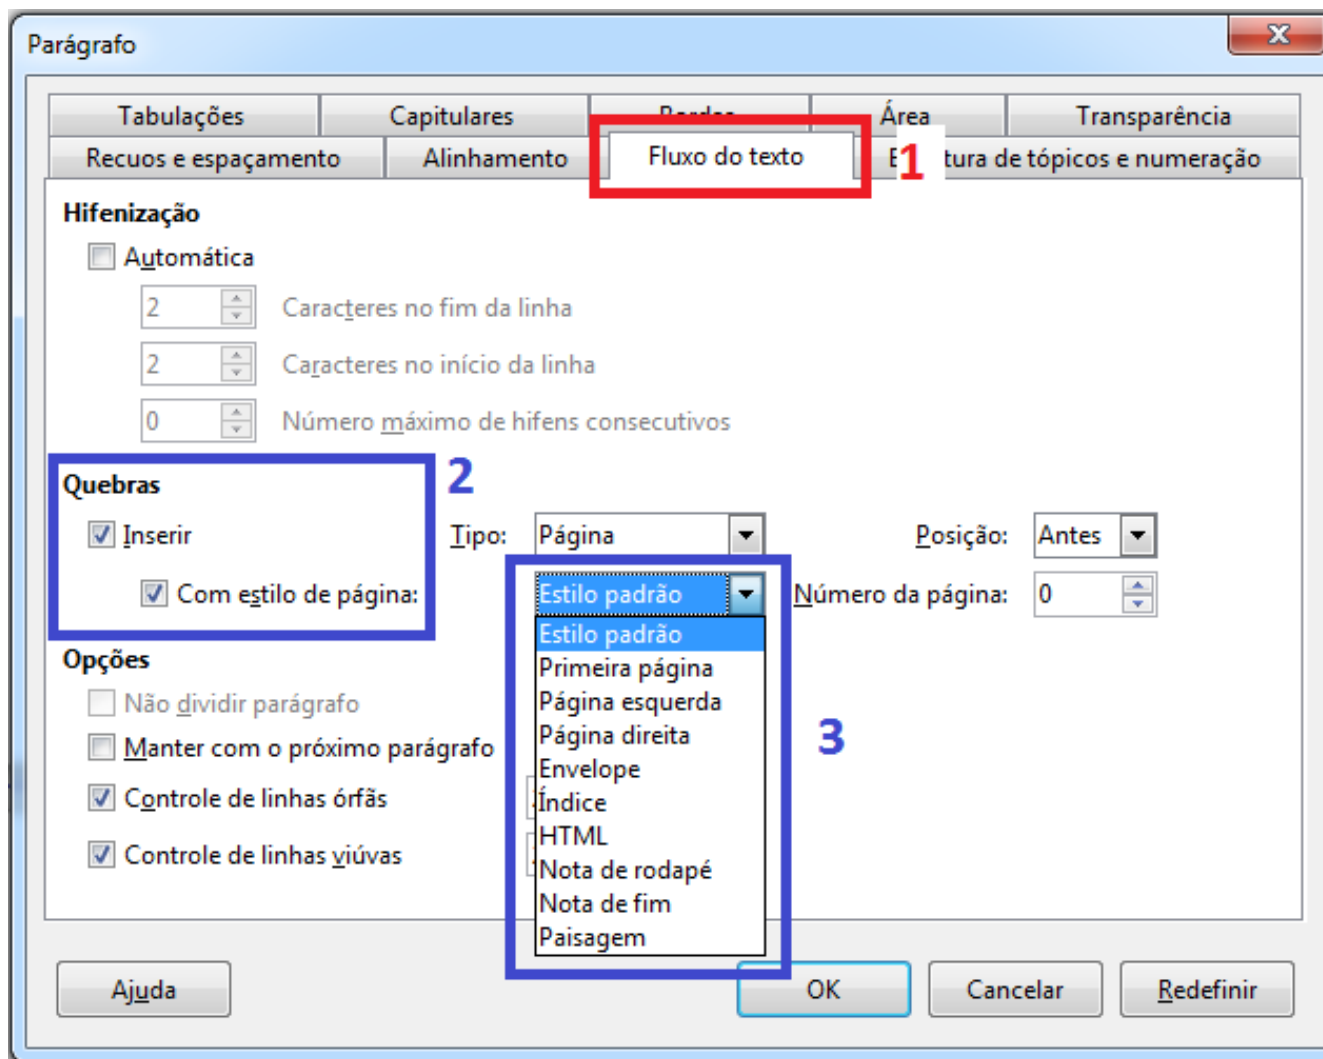 Parágrafo
Tabulações Capitulares Bordas Área Transparência
Recuos e espaçamento Alinhamento Fluxo do texto 1 tura de tópicos e numeração
Hifenização
Automática
2 Caracteres no fim da linha
2 Caracteres no início da linha
0 Número máximo de hifens consecutivos
Quebras 2
Inserir Tipo: Página Posição: Antes
Com estilo de página: Estilo padrão Número da página: 0
Estilo padrão
Primeira página
Página esquerda
Página direita
Envelope
Índice
HTML
Nota de rodapé
Nota de fim
Paisagem
3
Opções
Não dividir parágrafo
Manter com o próximo parágrafo
Controle de linhas órfãs
Controle de linhas viúvas
Ajuda OK Cancelar Redefinir